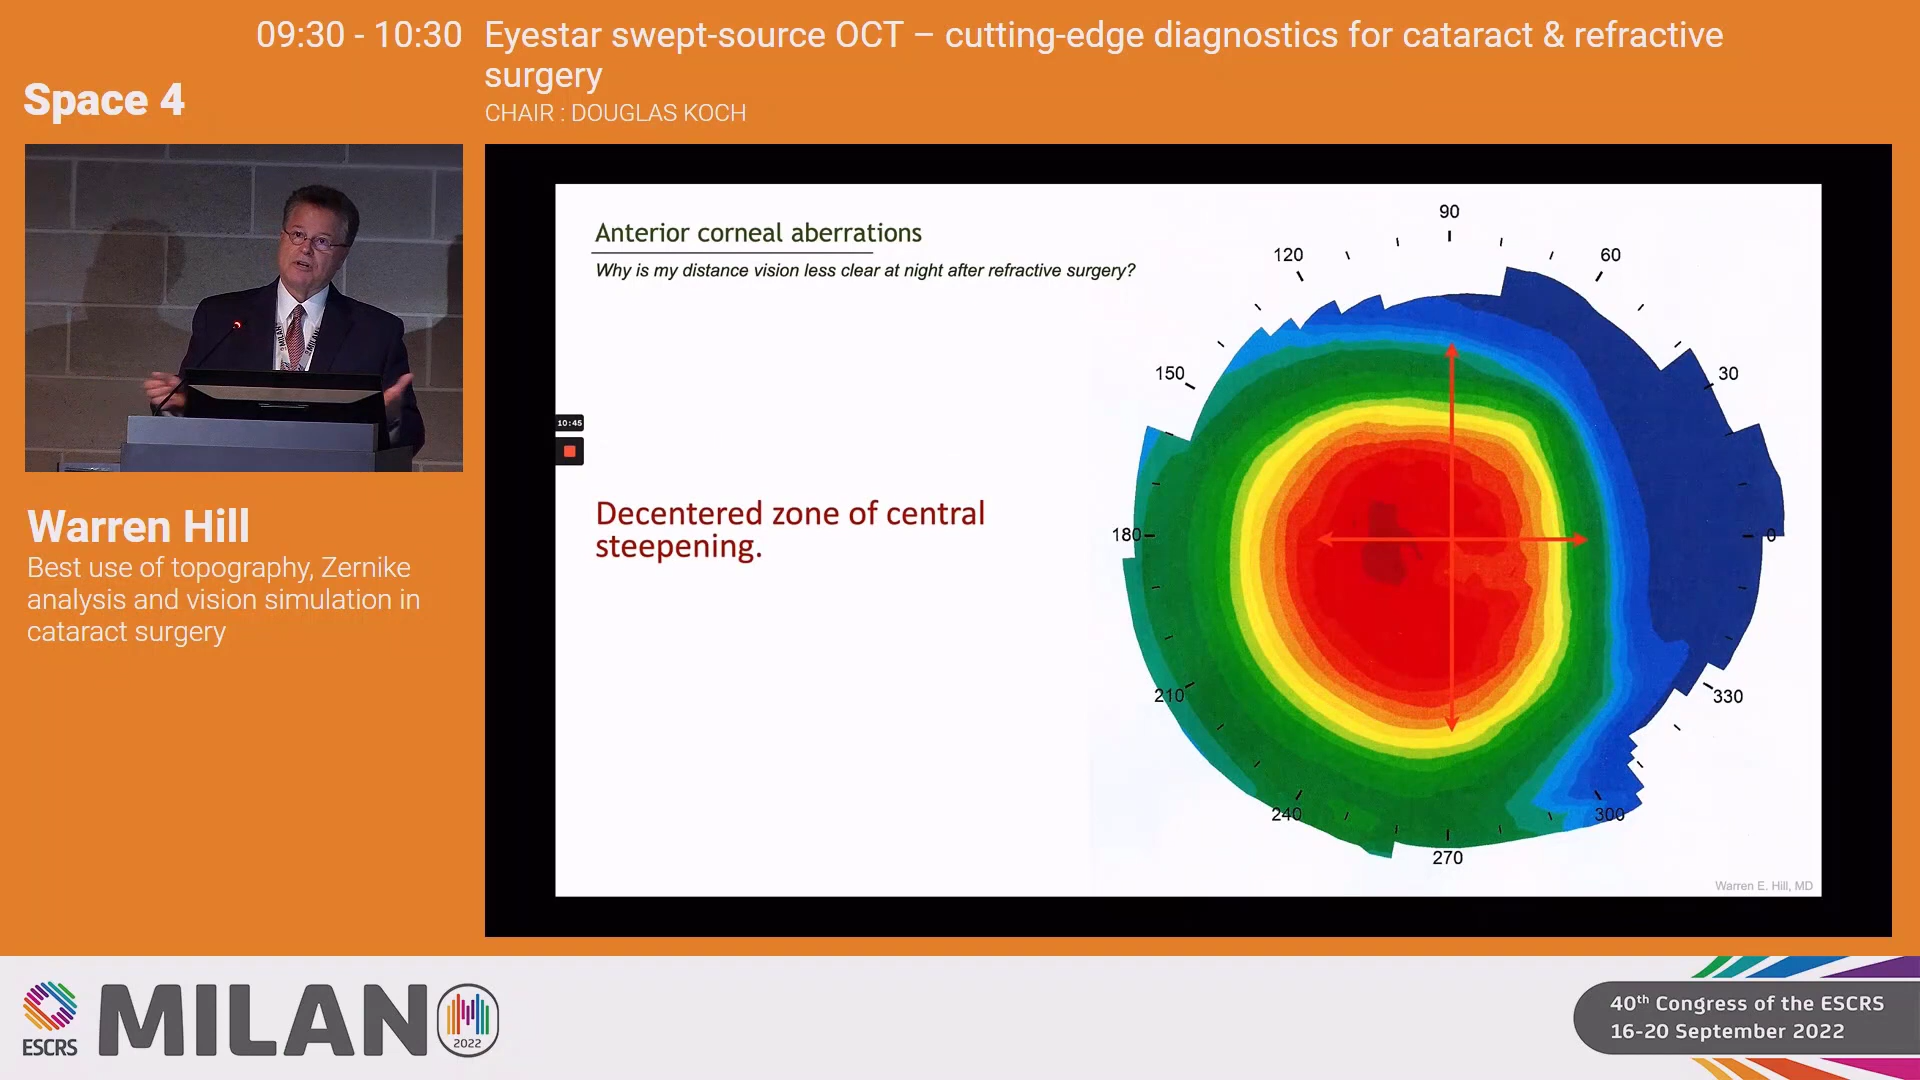 09:30 - 10:30 Eyestar swept-source OCT – cutting-edge diagnostics for cataract & refractive
surgery
Space 4
CHAIR : DOUGLAS KOCH
Warren Hill
Best use of topography, Zernike
analysis and vision simulation in
cataract surgery
Anterior corneal aberrations
Why is my distance vision less clear at night after refractive surgery?
10:45
Decentered zone of central
steepening.
90
120
60
150
30
180
0
210
330
240
300
270
Warren E. Hill, MD
ESCRS
MILANO
2022
40th Congress of the ESCRS
16-20 September 2022